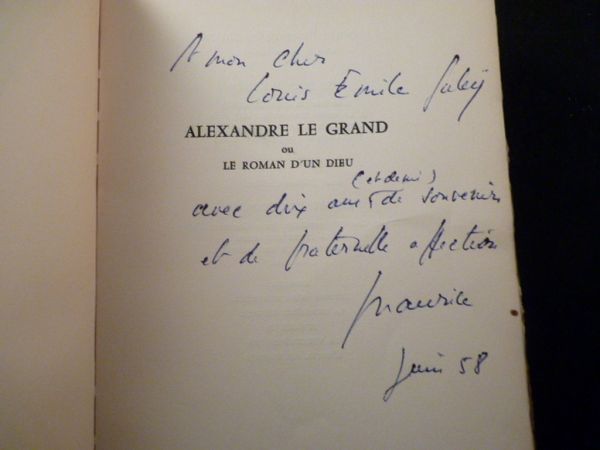 A mon cher
Louis Emile Galey
ALEXANDRE LE GRAND
ou
LE ROMAN D'UN DIEU
(et demi)
avec dix ans de souvenirs
et de fraternelle affection
Maurice
Juin 58